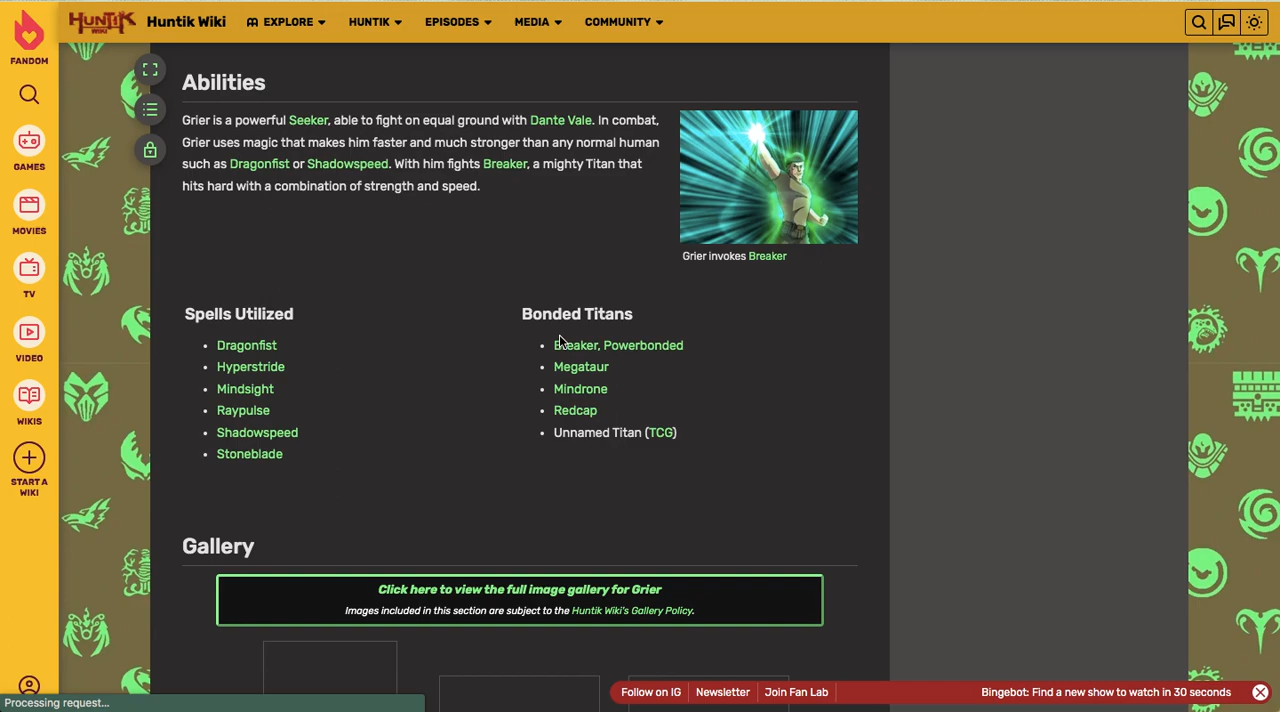 HUNTIK WIKI
Huntik Wiki
EXPLORE
HUNTIK
EPISODES
MEDIA
COMMUNITY
FANDOM
GAMES
MOVIES
TV
VIDEO
WIKIS
START A
WIKI
Abilities
Grier is a powerful Seeker, able to fight on equal ground with Dante Vale. In combat,
Grier uses magic that makes him faster and much stronger than any normal human
such as Dragonfist or Shadowspeed. With him fights Breaker, a mighty Titan that
hits hard with a combination of strength and speed.
Grier invokes Breaker
Spells Utilized
Dragonfist
Hyperstride
Mindsight
Raypulse
Shadowspeed
Stoneblade
Bonded Titans
Breaker, Powerbonded
Megataur
Mindrone
Redcap
Unnamed Titan (TCG)
Gallery
Click here to view the full image gallery for Grier
Images included in this section are subject to the Huntik Wiki's Gallery Policy.
Follow on IG
Newsletter
Join Fan Lab
Bingebot: Find a new show to watch in 30 seconds
Processing request...